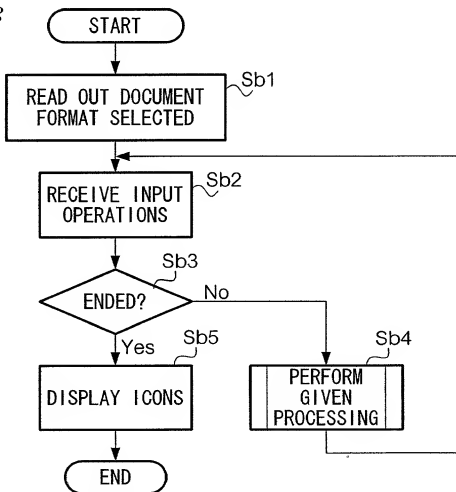 START
Sb1
READ OUT DOCUMENT
FORMAT SELECTED
Sb2
RECEIVE INPUT
OPERATIONS
Sb3
ENDED?
No
Yes
Sb5
Sb4
DISPLAY ICONS
PERFORM
GIVEN
PROCESSING
END